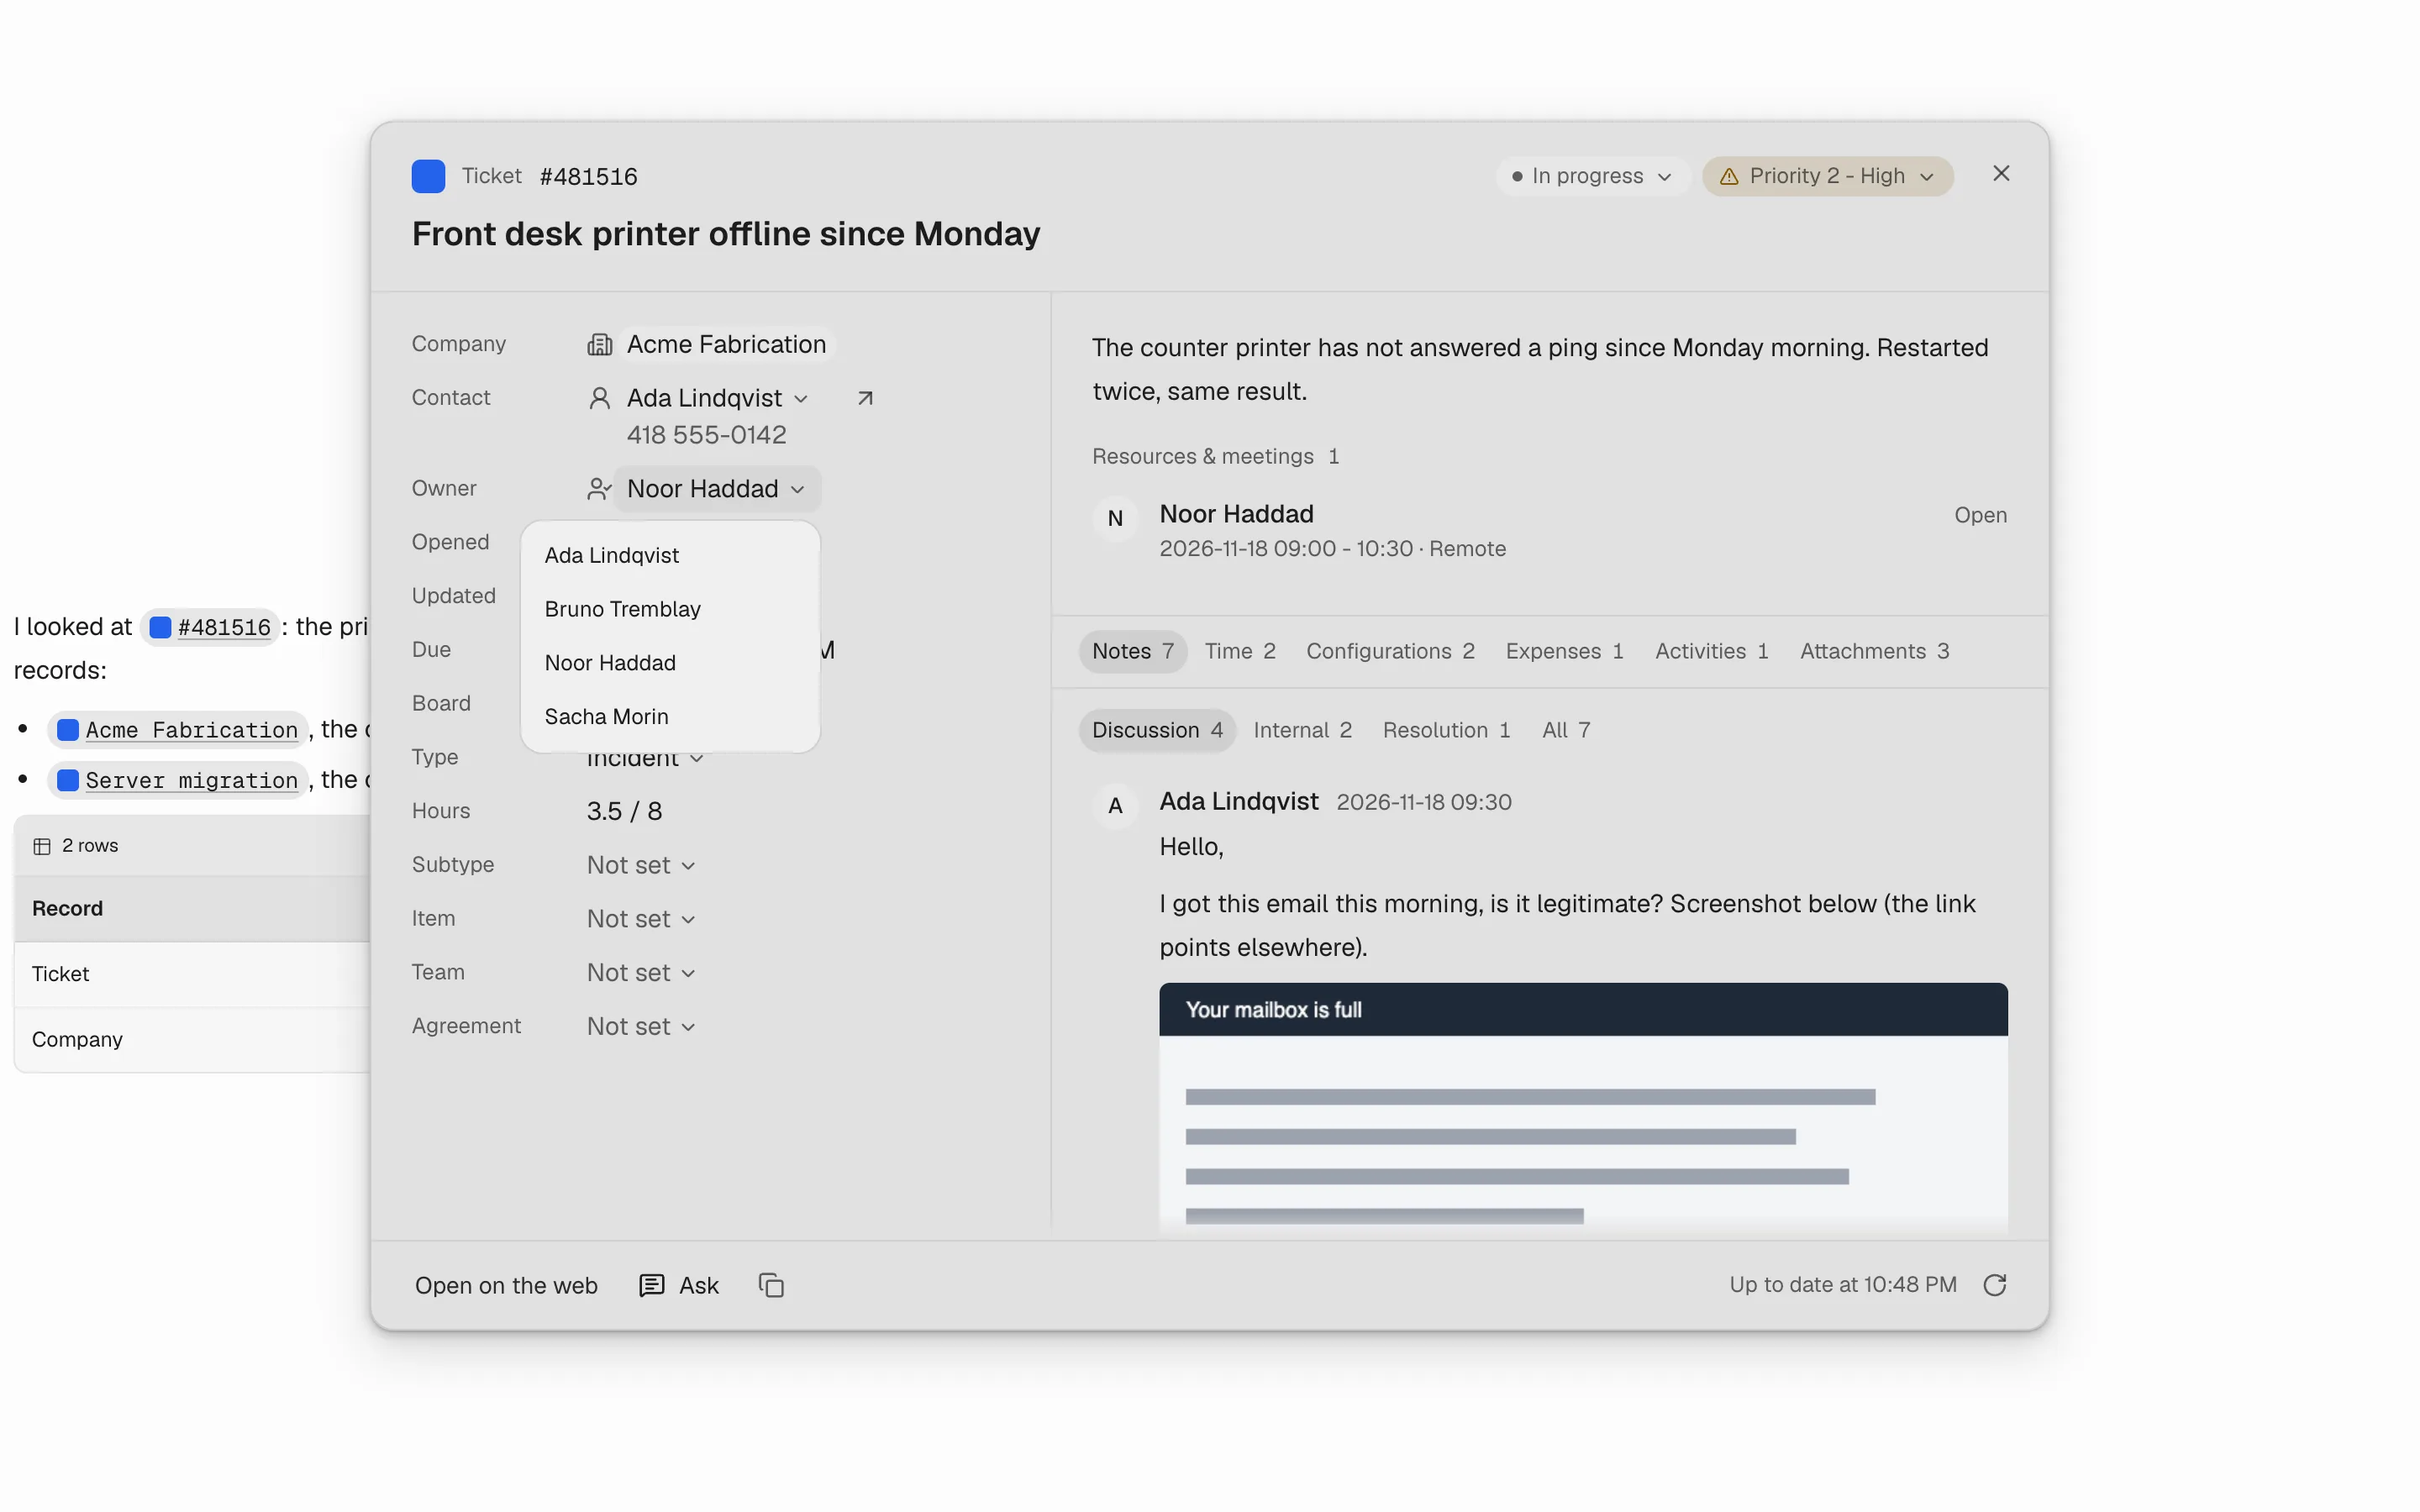 Ticket #481516
In progress
Priority 2 - High
Front desk printer offline since Monday
Company Acme Fabrication
Contact Ada Lindqvist
418 555-0142
Owner Noor Haddad
Ada Lindqvist
Bruno Tremblay
Noor Haddad
Sacha Morin
Opened
Updated
Due
Board
Type Incident
Hours 3.5 / 8
Subtype Not set
Item Not set
Team Not set
Agreement Not set
The counter printer has not answered a ping since Monday morning. Restarted
twice, same result.
Resources & meetings 1
N
Noor Haddad
Open
2026-11-18 09:00 - 10:30 · Remote
Notes 7 Time 2 Configurations 2 Expenses 1 Activities 1 Attachments 3
Discussion 4 Internal 2 Resolution 1 All 7
A
Ada Lindqvist 2026-11-18 09:30
Hello,
I got this email this morning, is it legitimate? Screenshot below (the link
points elsewhere).
Your mailbox is full
Open on the web Ask
Up to date at 10:48 PM
I looked at #481516 : the
records:
• Acme Fabrication , the
• Server migration , the
2 rows
Record
Ticket
Company